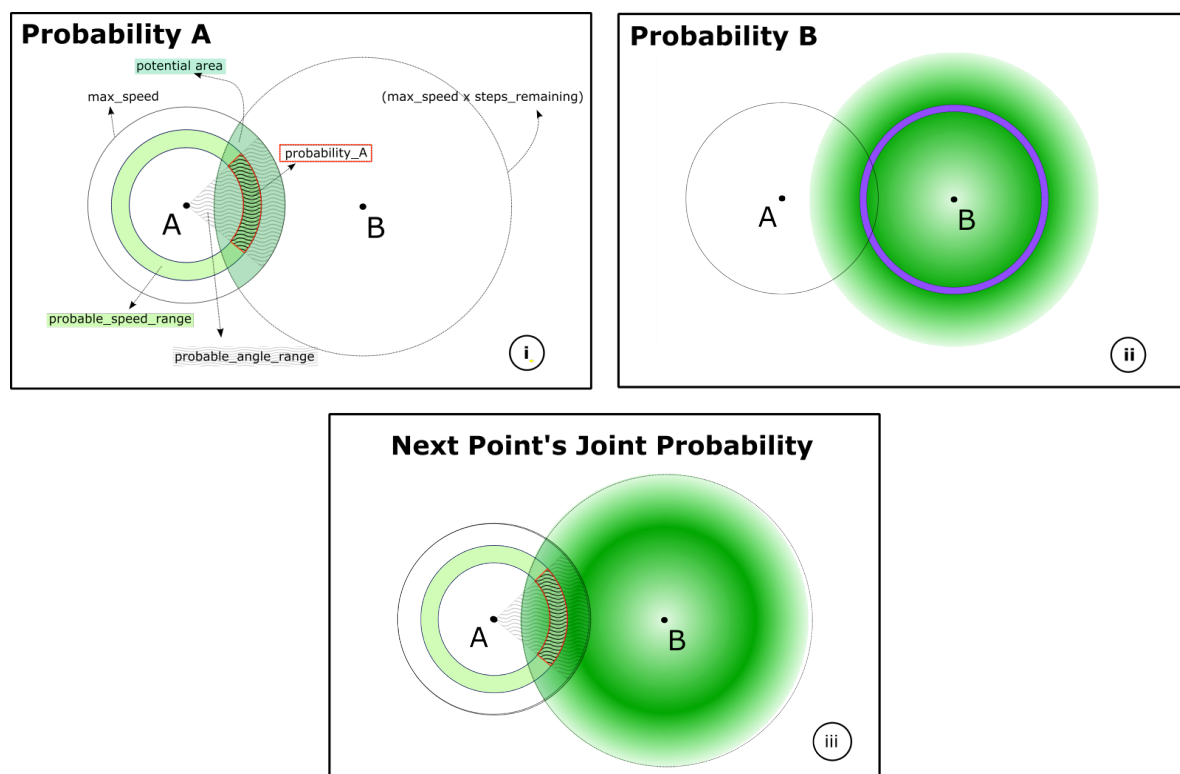 Probability A
potential area
max_speed
(max_speed x steps_remaining)
probability_A
A
B
probable_speed_range
probable_angle_range
i
Probability B
A
B
ii
Next Point's Joint Probability
A
B
iii